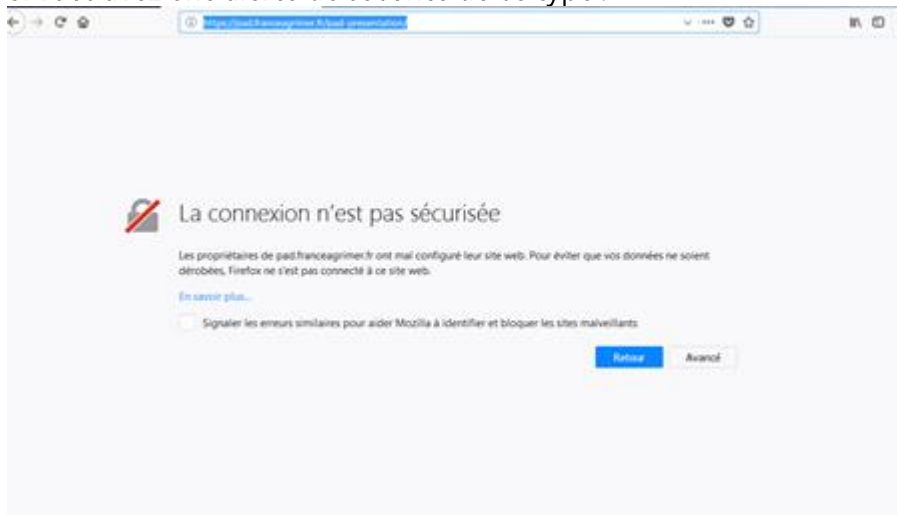 https://pad.franceagrimer.fr/pad-presentation/
La connexion n'est pas sécurisée
Les propriétaires de pad.franceagrimer.fr ont mal configuré leur site web. Pour éviter que vos données ne soient
dérobées, Firefox ne s'est pas connecté à ce site web.
En savoir plus...
Signaler les erreurs similaires pour aider Mozilla à identifier et bloquer les sites malveillants
Retour
Avancé